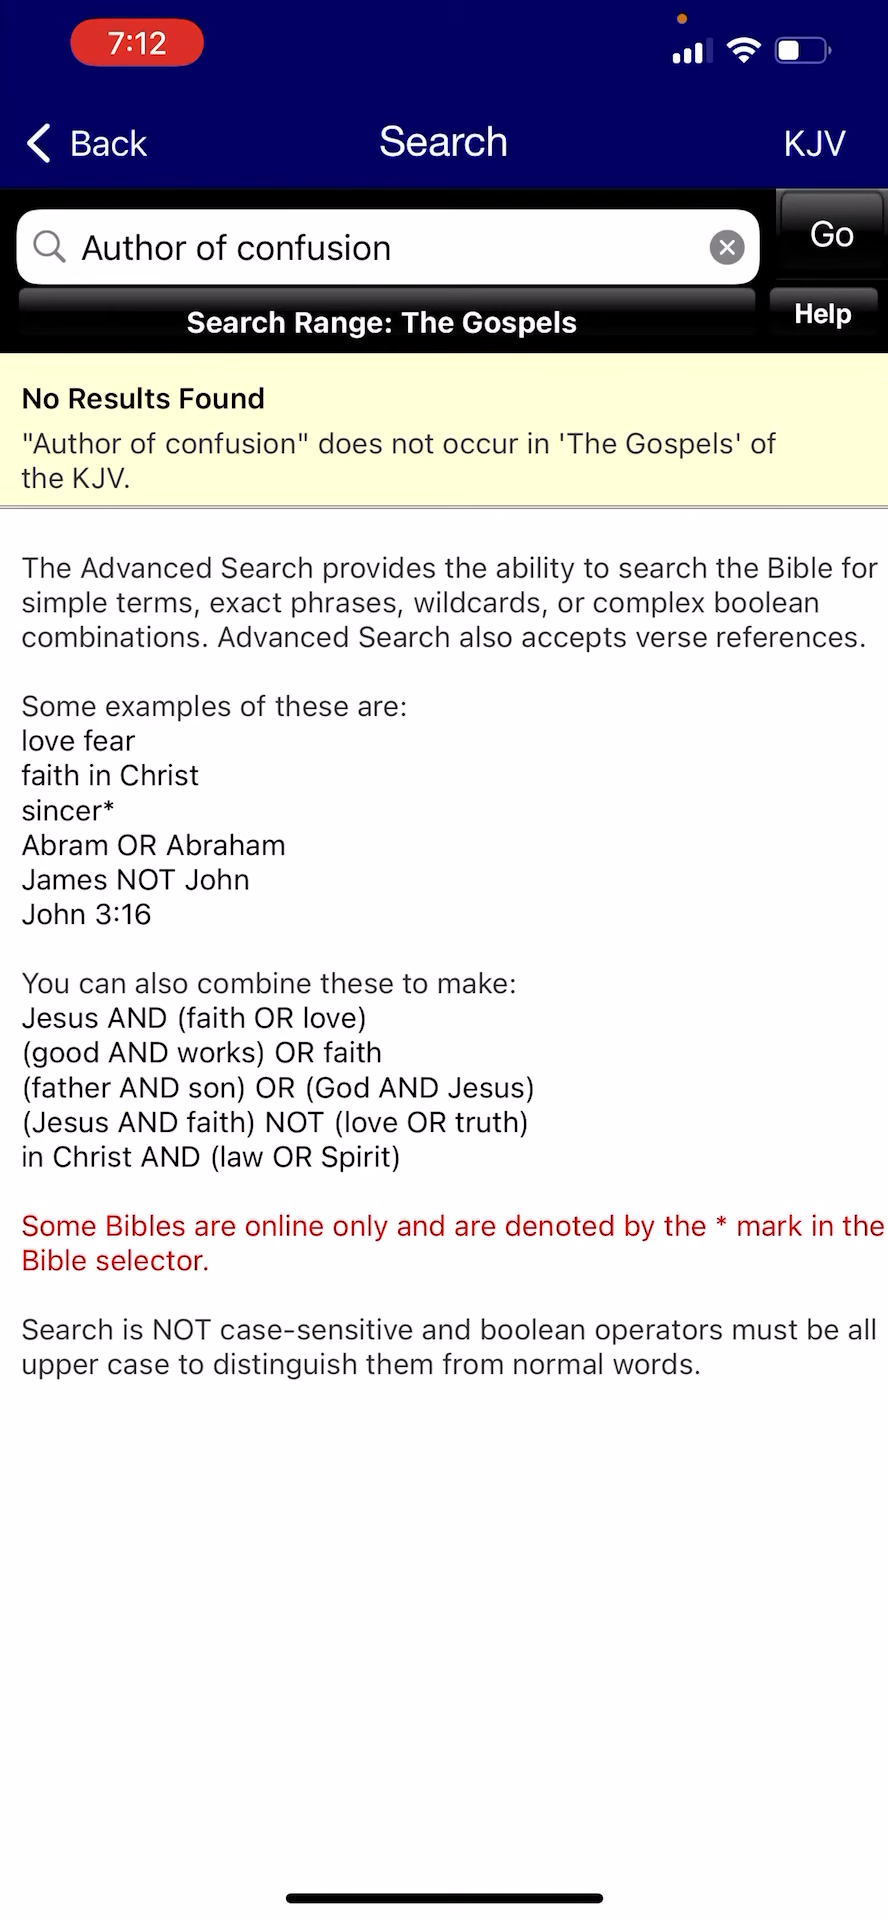 7:12
Back
Search
KJV
Author of confusion
Go
Search Range: The Gospels
Help
No Results Found
"Author of confusion" does not occur in 'The Gospels' of
the KJV.
The Advanced Search provides the ability to search the Bible for
simple terms, exact phrases, wildcards, or complex boolean
combinations. Advanced Search also accepts verse references.
Some examples of these are:
love fear
faith in Christ
sincer*
Abram OR Abraham
James NOT John
John 3:16
You can also combine these to make:
Jesus AND (faith OR love)
(good AND works) OR faith
(father AND son) OR (God AND Jesus)
(Jesus AND faith) NOT (love OR truth)
in Christ AND (law OR Spirit)
Some Bibles are online only and are denoted by the * mark in the
Bible selector.
Search is NOT case-sensitive and boolean operators must be all
upper case to distinguish them from normal words.